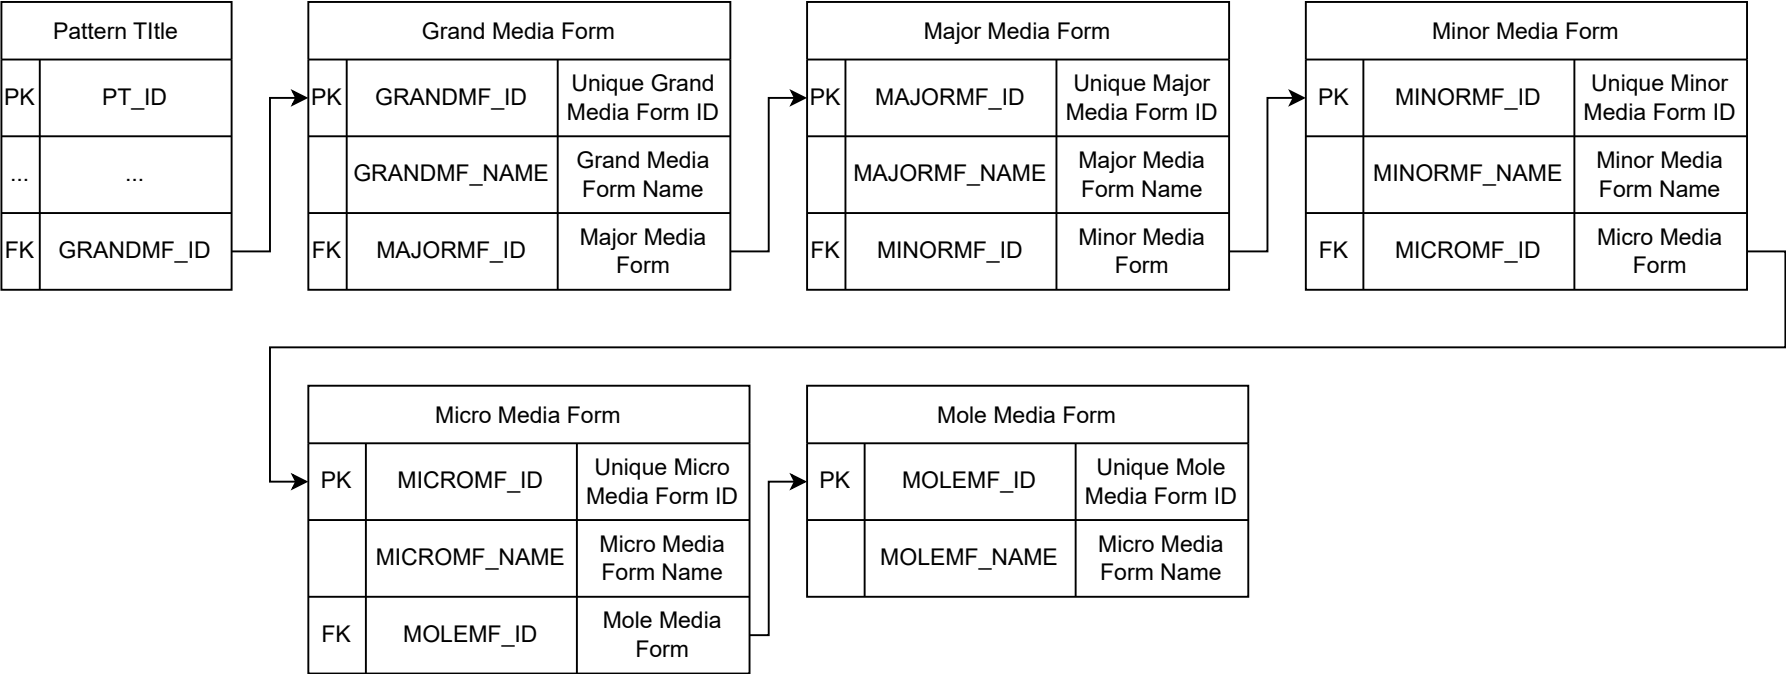 Pattern TItle
PK
PT_ID
...
...
FK
GRANDMF_ID
Grand Media Form
PK
GRANDMF_ID
Unique Grand
Media Form ID
GRANDMF_NAME
Grand Media
Form Name
FK
MAJORMF_ID
Major Media
Form
Major Media Form
PK
MAJORMF_ID
Unique Major
Media Form ID
MAJORMF_NAME
Major Media
Form Name
FK
MINORMF_ID
Minor Media
Form
Minor Media Form
PK
MINORMF_ID
Unique Minor
Media Form ID
MINORMF_NAME
Minor Media
Form Name
FK
MICROMF_ID
Micro Media
Form
Micro Media Form
PK
MICROMF_ID
Unique Micro
Media Form ID
MICROMF_NAME
Micro Media
Form Name
FK
MOLEMF_ID
Mole Media
Form
Mole Media Form
PK
MOLEMF_ID
Unique Mole
Media Form ID
MOLEMF_NAME
Micro Media
Form Name